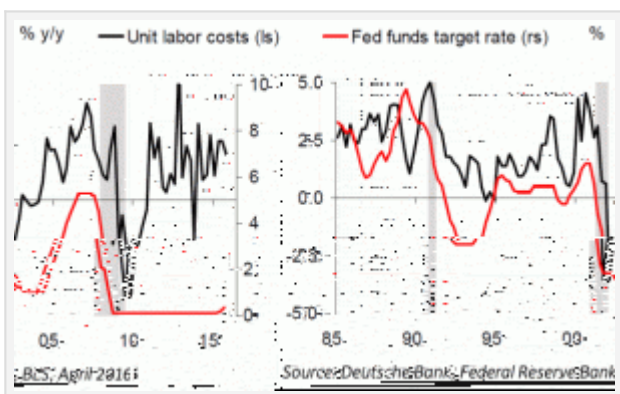 % y/y Unit labor costs (ls) Fed funds target rate (rs) %
10 5.0
8 2.5
6 0.0
4
2
0 -5.0
05 10 15 85 90 95 00
BLS, April 2016 Source: Deutsche Bank, Federal Reserve Bank